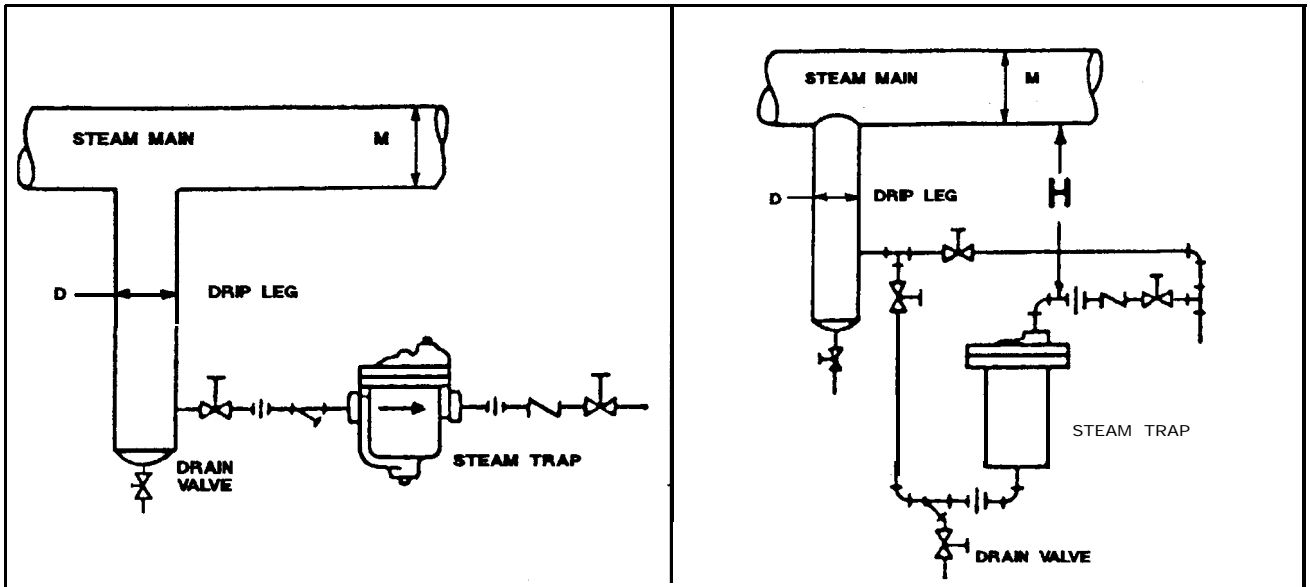 STEAM MAIN
M
D
DRIP LEG
DRAIN
VALVE
STEAM TRAP
STEAM MAIN
M
H
D
DRIP LEG
STEAM TRAP
DRAIN VALVE